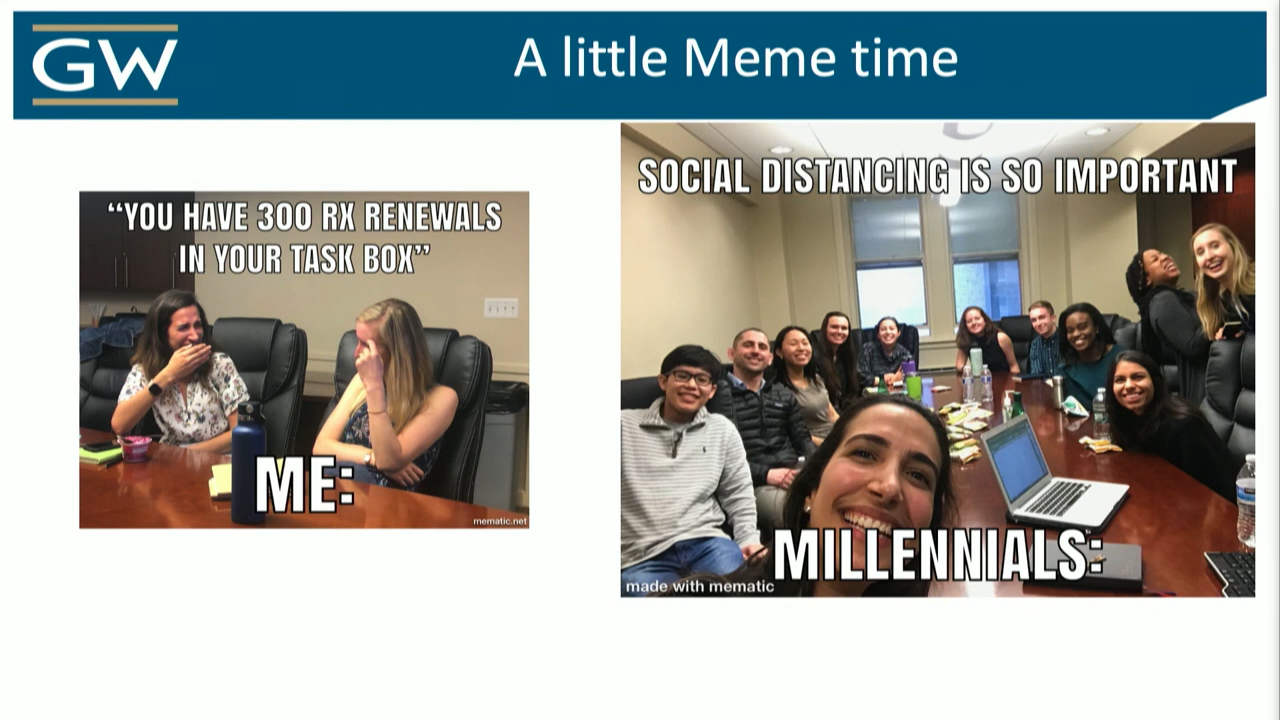 GW
A little Meme time
“YOU HAVE 300 RX RENEWALS
IN YOUR TASK BOX”
ME:
mematic.net
SOCIAL DISTANCING IS SO IMPORTANT
MILLENNIALS:
made with mematic